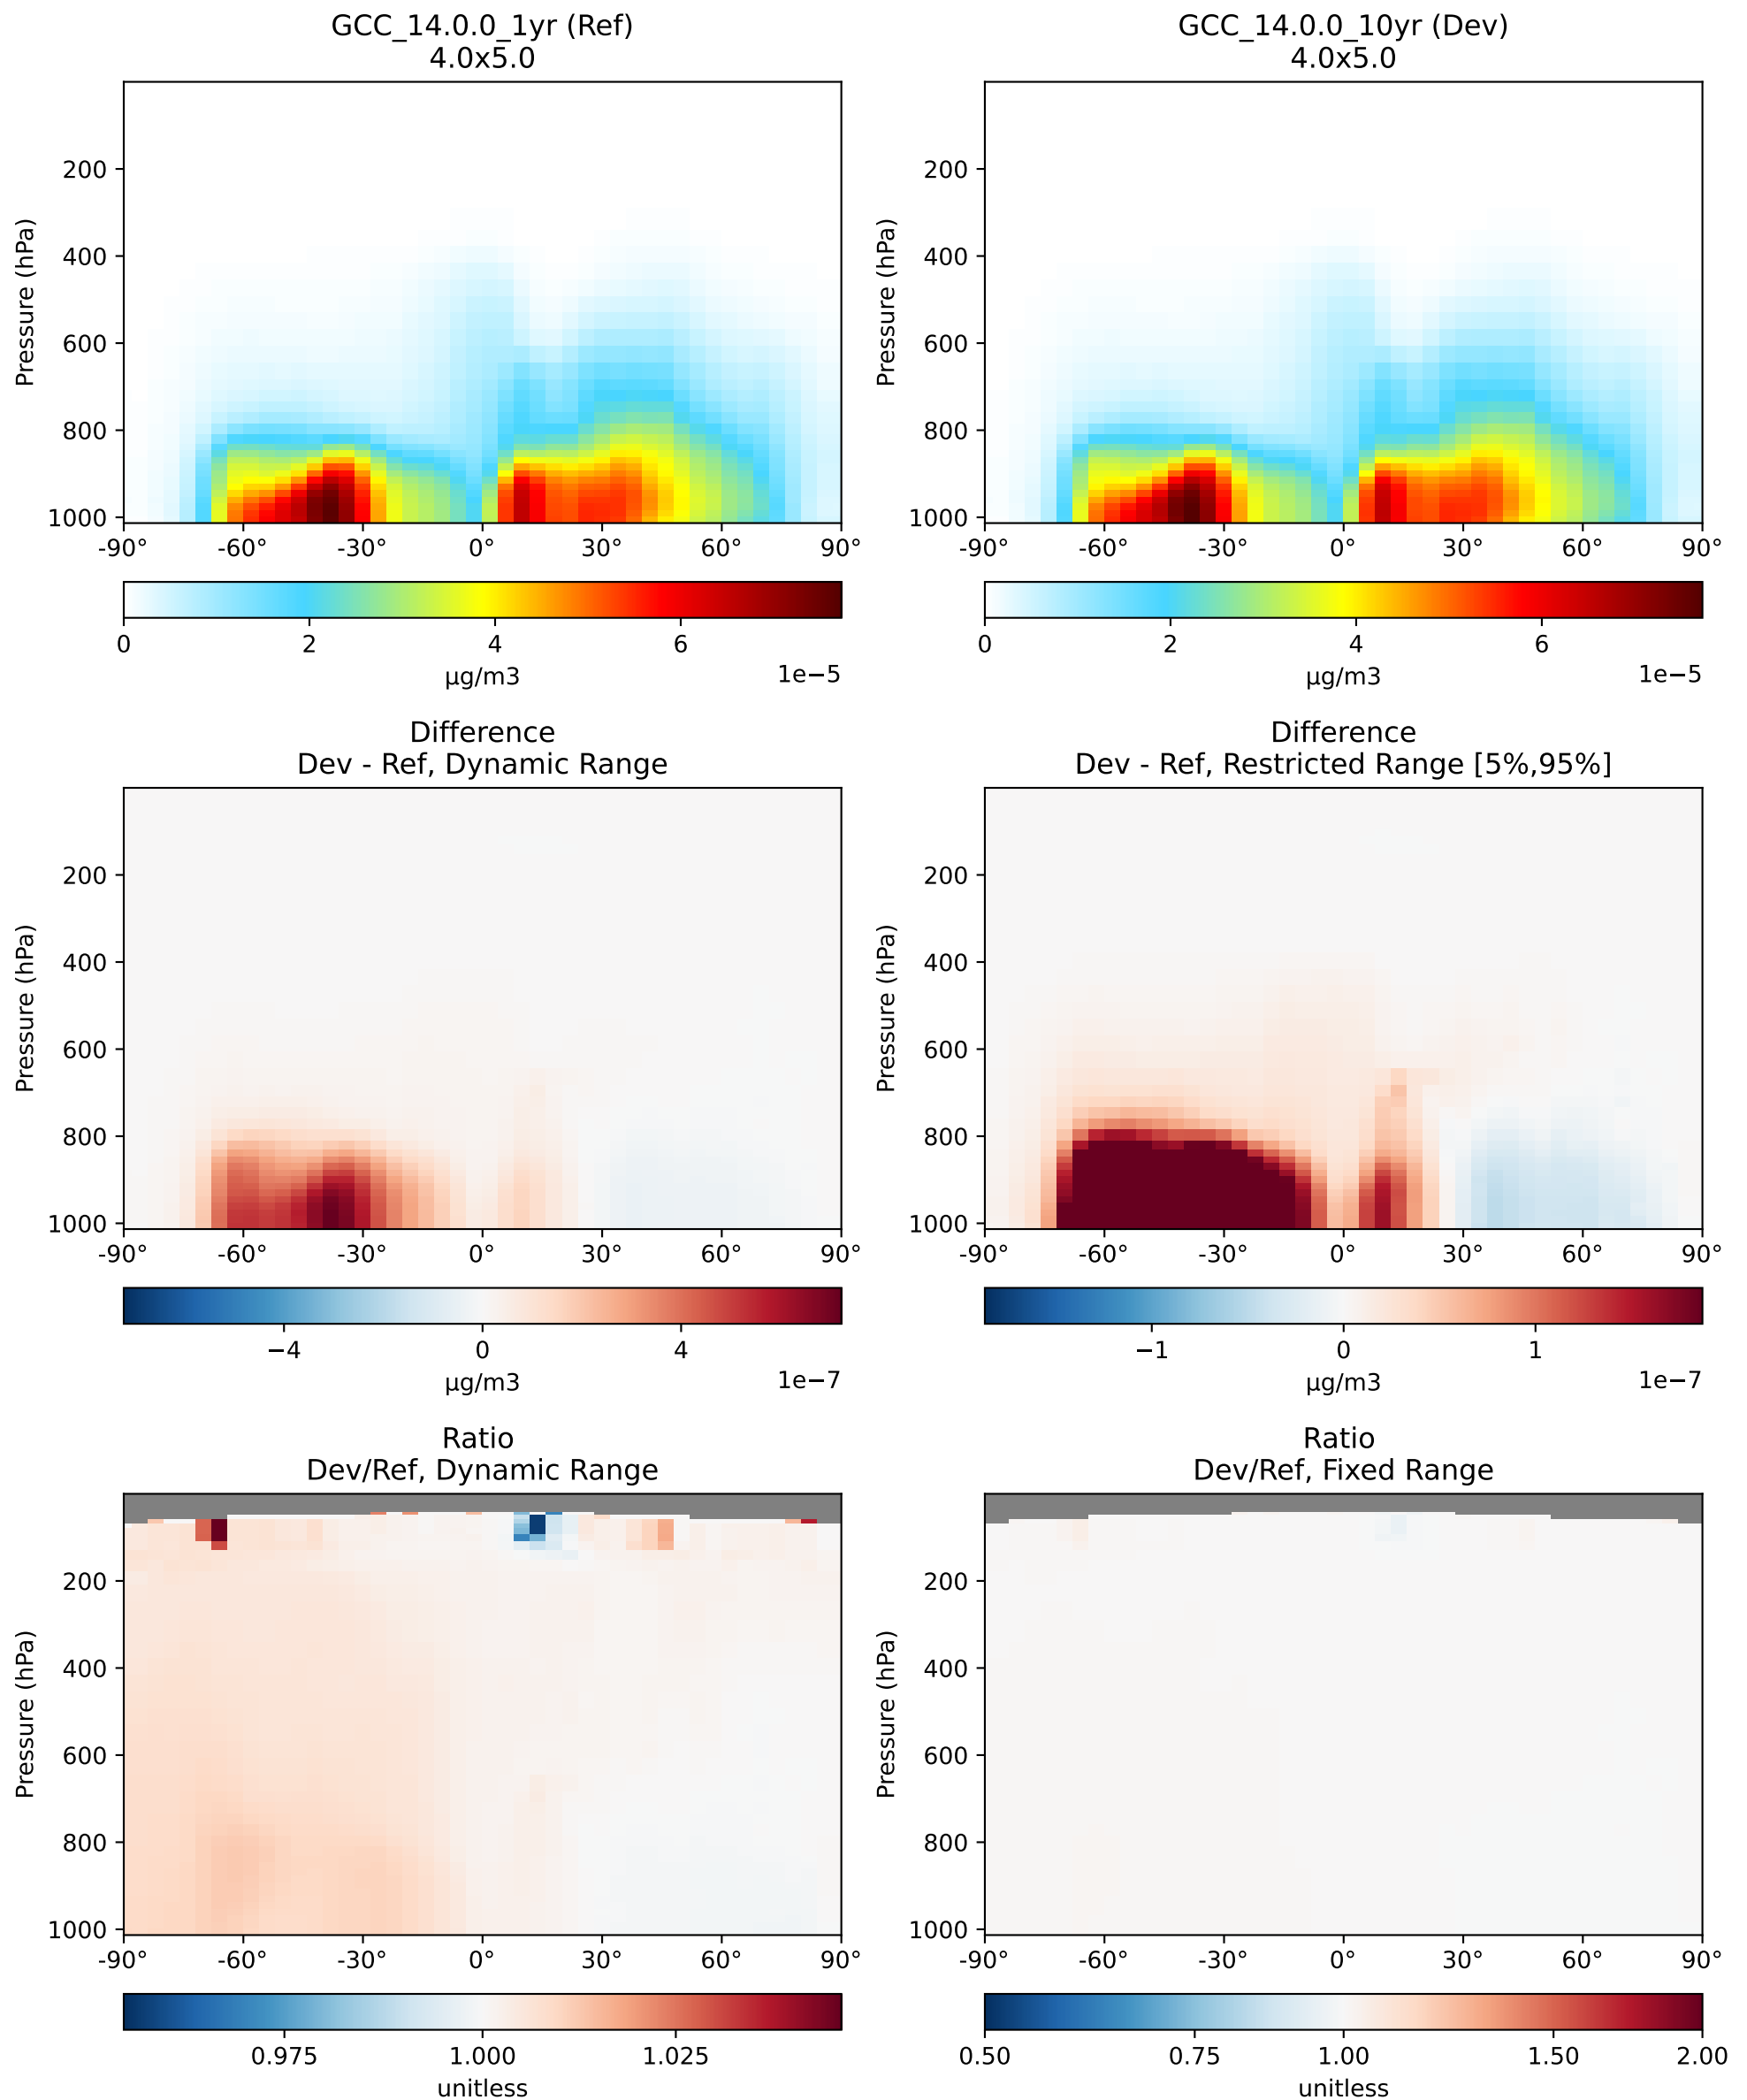 GCC_14.0.0_1yr (Ref)
4.0x5.0
GCC_14.0.0_10yr (Dev)
4.0x5.0
Pressure (hPa)
200
400
600
800
1000
-90° -60° -30° 0° 30° 60° 90°
0 2 4 6
1e−5
µg/m3
Pressure (hPa)
200
400
600
800
1000
-90° -60° -30° 0° 30° 60° 90°
0 2 4 6
1e−5
µg/m3
Difference
Dev - Ref, Dynamic Range
Difference
Dev - Ref, Restricted Range [5%,95%]
Pressure (hPa)
200
400
600
800
1000
-90° -60° -30° 0° 30° 60° 90°
−4 0 4
1e−7
µg/m3
Pressure (hPa)
200
400
600
800
1000
-90° -60° -30° 0° 30° 60° 90°
−1 0 1
1e−7
µg/m3
Ratio
Dev/Ref, Dynamic Range
Ratio
Dev/Ref, Fixed Range
Pressure (hPa)
200
400
600
800
1000
-90° -60° -30° 0° 30° 60° 90°
0.975 1.000 1.025
unitless
Pressure (hPa)
200
400
600
800
1000
-90° -60° -30° 0° 30° 60° 90°
0.50 0.75 1.00 1.50 2.00
unitless